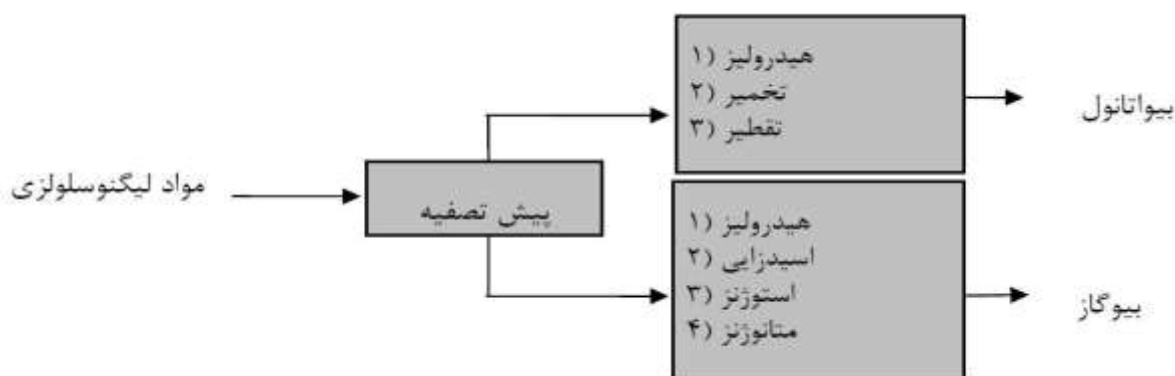 مواد لیگنوسلولزی
پیش تصفیه
۱) هیدرولیز
۲) تخمیر
۳) تقطیر
بیواتانول
۱) هیدرولیز
۲) اسیدزایی
۳) استوژنز
۴) متانوژنز
بیوگاز